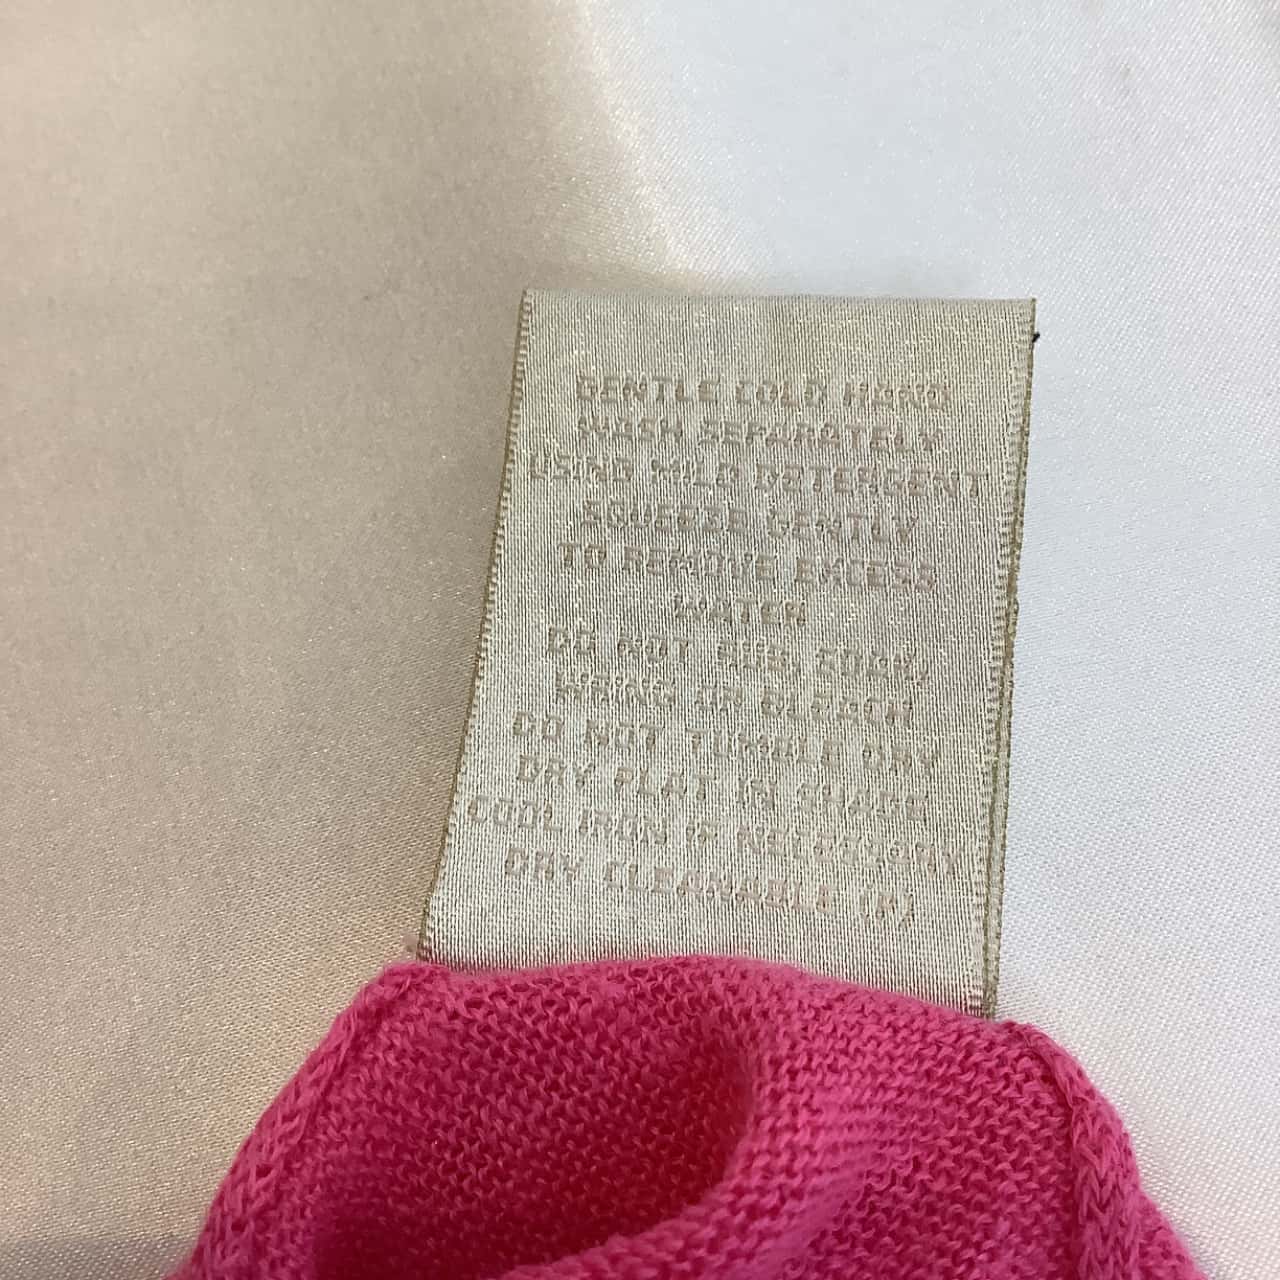 GENTLE COLD HAND
WASH SEPARATELY
USING MILD DETERGENT
SQUEEZE GENTLY
TO REMOVE EXCESS
WATER
DO NOT RUB, SOAK,
WRING OR BLEACH
DO NOT TUMBLE DRY
DRY FLAT IN SHADE
COOL IRON IF NECESSARY
DRY CLEANABLE (P)